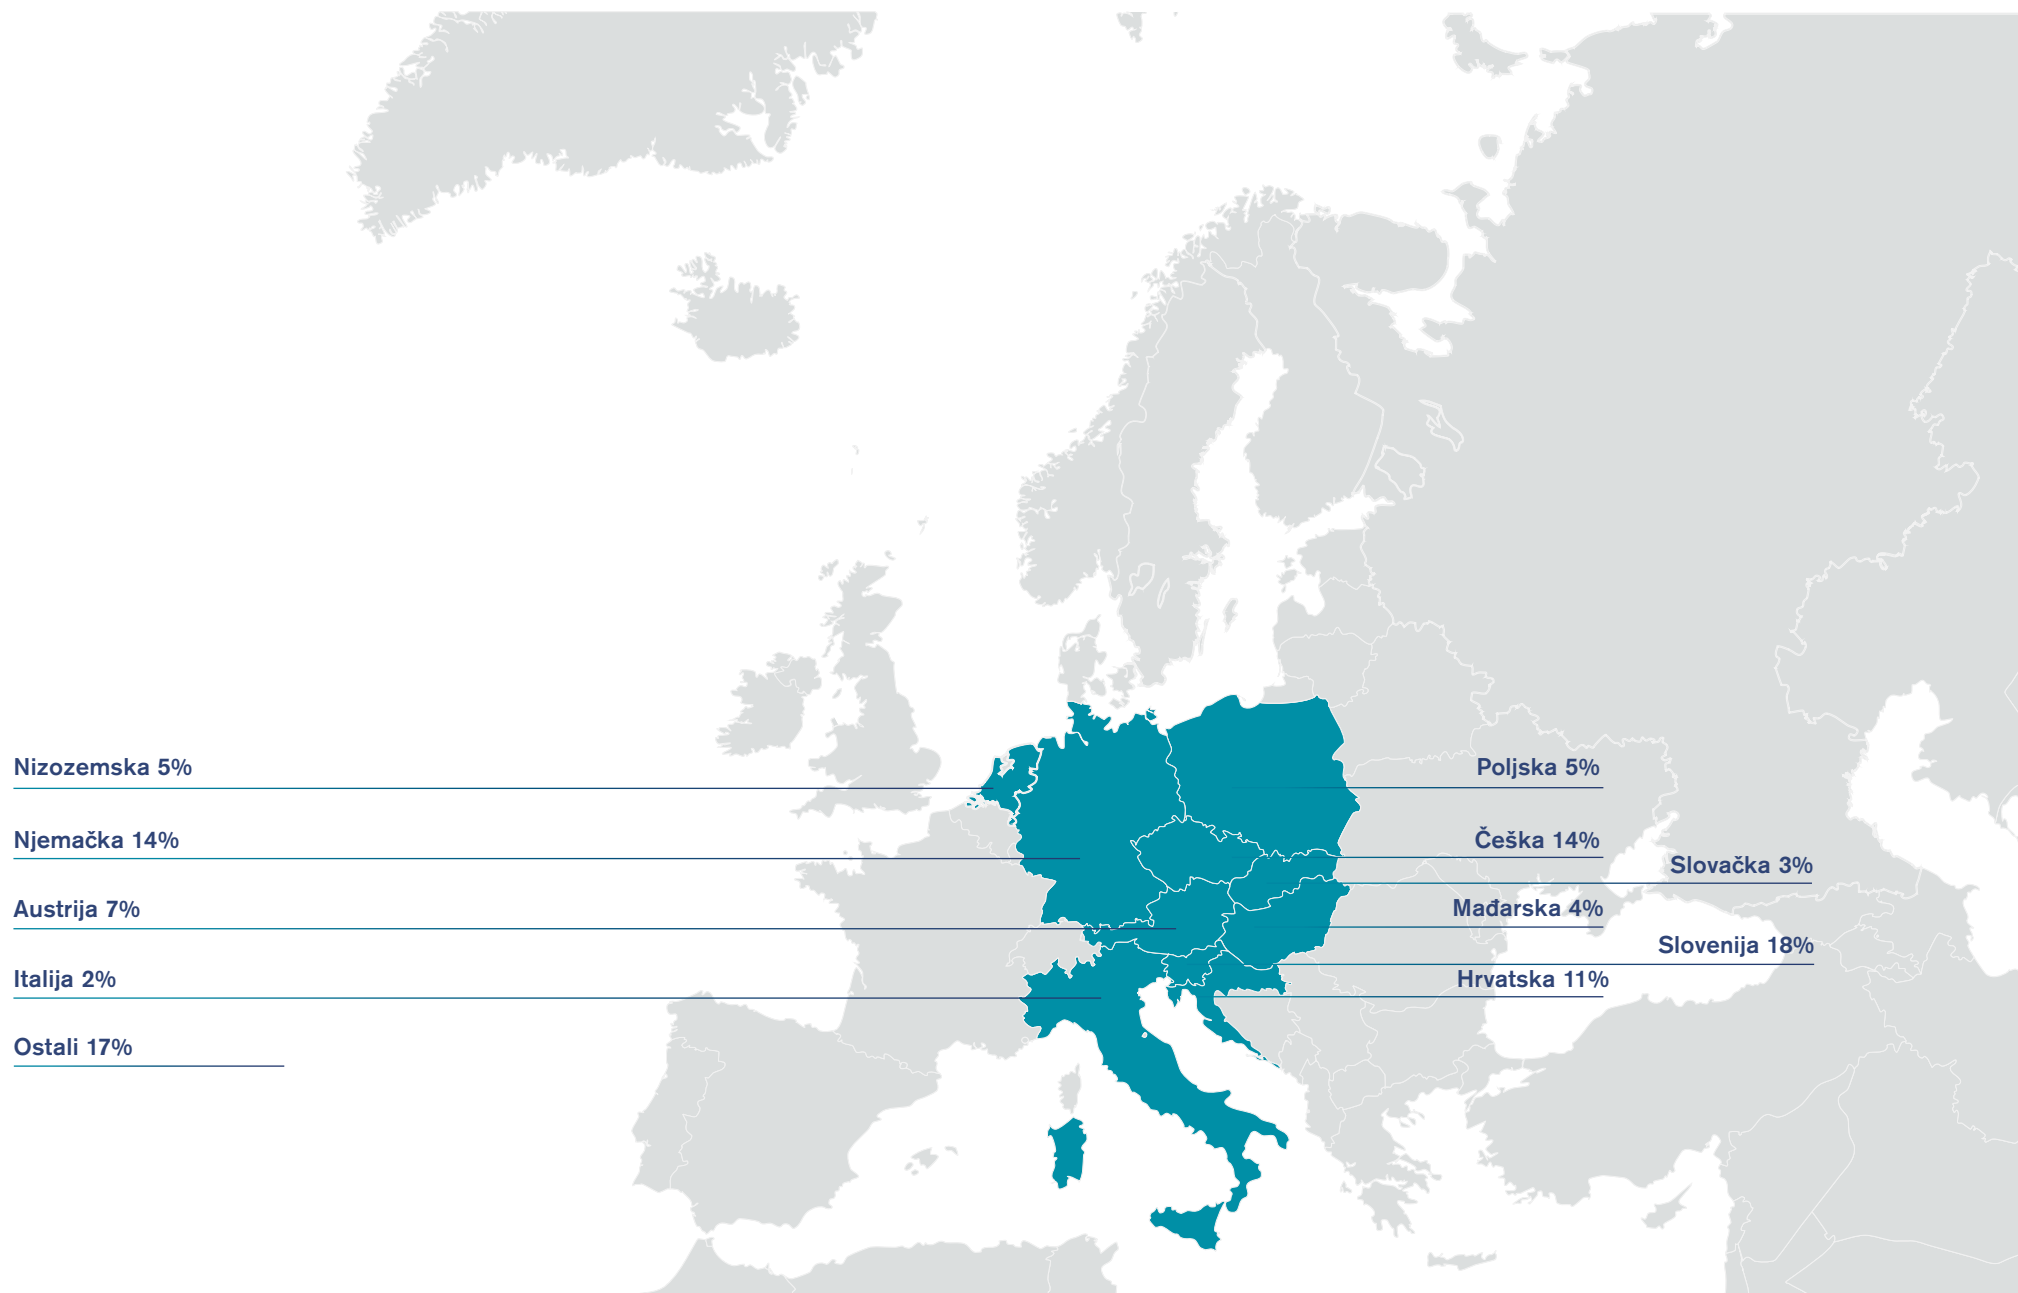 Nizozemska 5%
Njemačka 14%
Austrija 7%
Italija 2%
Ostali 17%
Poljska 5%
Češka 14%
Slovačka 3%
Mađarska 4%
Slovenija 18%
Hrvatska 11%